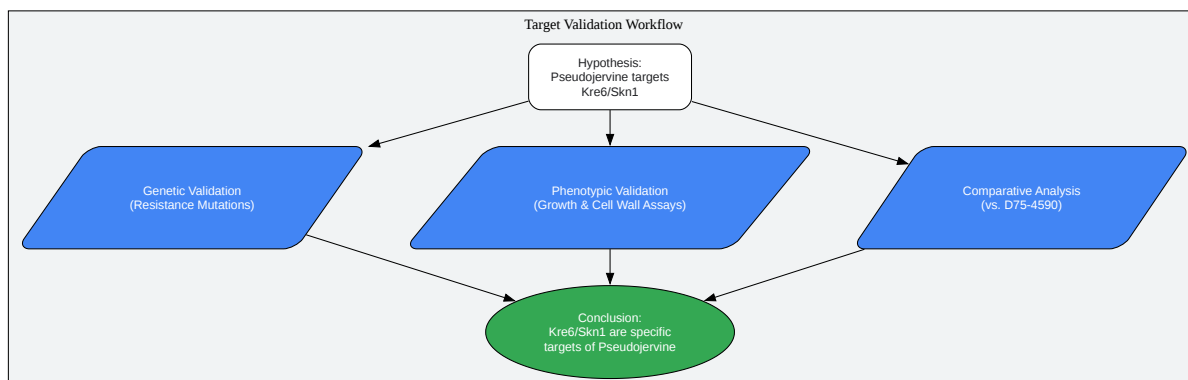 Target Validation Workflow
Hypothesis:
Pseudojervine targets
Kre6/Skn1
Genetic Validation
(Resistance Mutations)
Phenotypic Validation
(Growth & Cell Wall Assays)
Comparative Analysis
(vs. D75-4590)
Conclusion:
Kre6/Skn1 are specific
targets of Pseudojervine